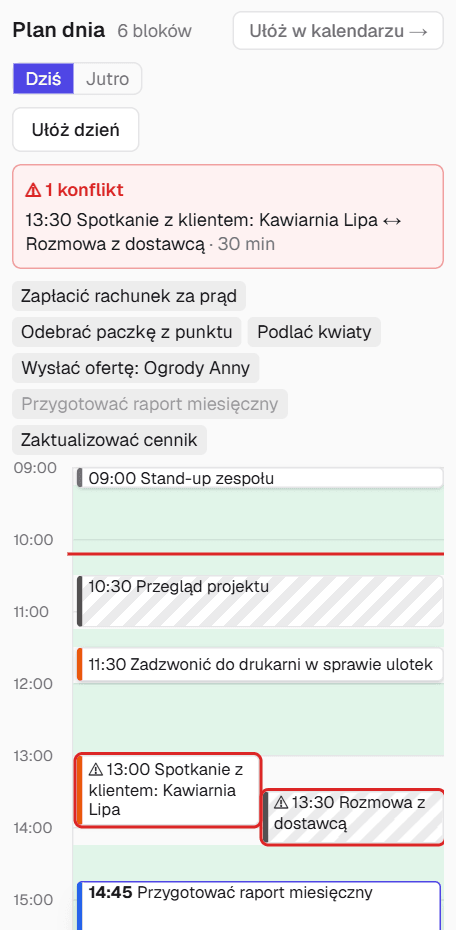 Plan dnia 6 bloków Ułóż w kalendarzu →
Dziś Jutro
Ułóż dzień
⚠ 1 konflikt
13:30 Spotkanie z klientem: Kawiarnia Lipa ↔
Rozmowa z dostawcą · 30 min
Zapłacić rachunek za prąd
Odebrać paczkę z punktu Podlać kwiaty
Wysłać ofertę: Ogrody Anny
Przygotować raport miesięczny
Zaktualizować cennik
09:00
09:00 Stand-up zespołu
10:00
10:30 Przegląd projektu
11:00
11:30 Zadzwonić do drukarni w sprawie ulotek
12:00
13:00
⚠ 13:00 Spotkanie z
klientem: Kawiarnia
Lipa
⚠ 13:30 Rozmowa z
dostawcą
14:00
14:45 Przygotować raport miesięczny
15:00